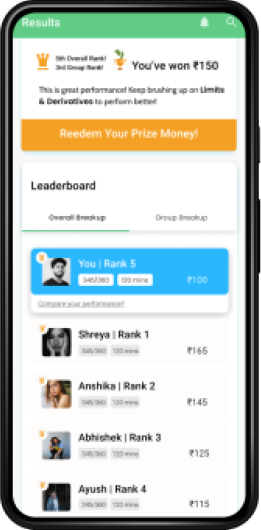 Results
5th Overall Rank!
3rd Group Rank!
You've won ₹150
This is great performance! Keep brushing up on Limits
& Derivatives to perform better!
Reedem Your Prize Money!
Leaderboard
Overall Breakup
Group Breakup
You | Rank 5
345/360 120 mins
₹100
Compare your performance?
Shreya | Rank 1
345/360 120 mins
₹165
Anshika | Rank 2
345/360 120 mins
₹145
Abhishek | Rank 3
345/360 120 mins
₹125
Ayush | Rank 4
345/360 120 mins
₹115